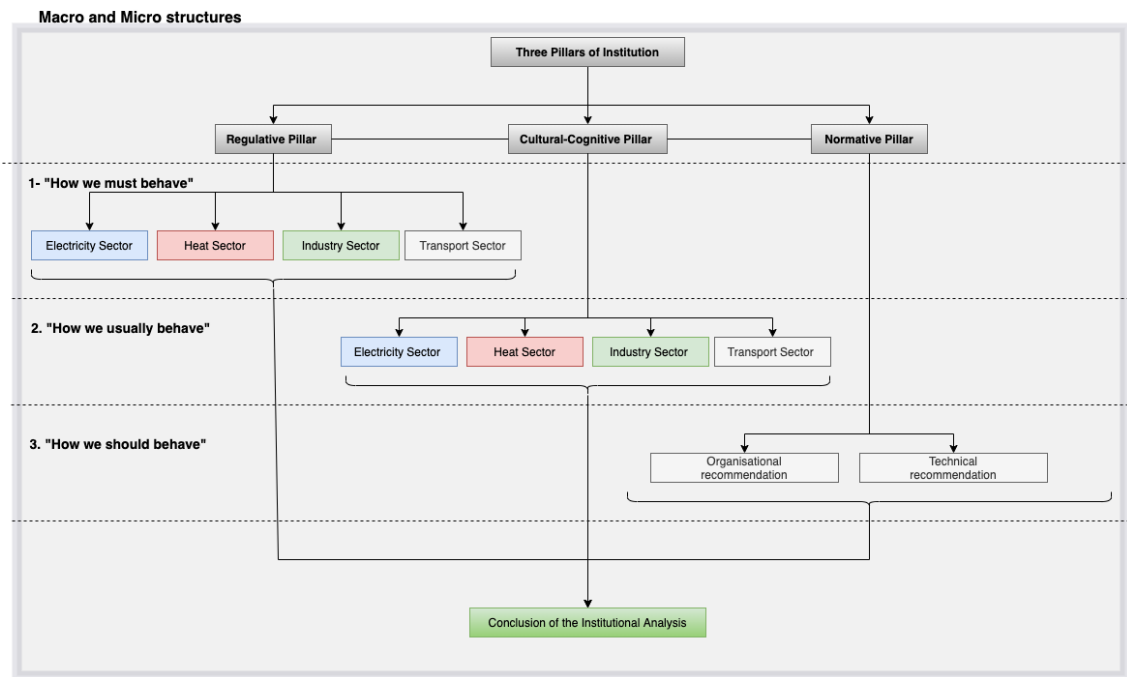 Macro and Micro structures
Three Pillars of Institution
Regulative Pillar
Cultural-Cognitive Pillar
Normative Pillar
1- "How we must behave"
Electricity Sector
Heat Sector
Industry Sector
Transport Sector
2. "How we usually behave"
Electricity Sector
Heat Sector
Industry Sector
Transport Sector
3. "How we should behave"
Organisational
recommendation
Technical
recommendation
Conclusion of the Institutional Analysis